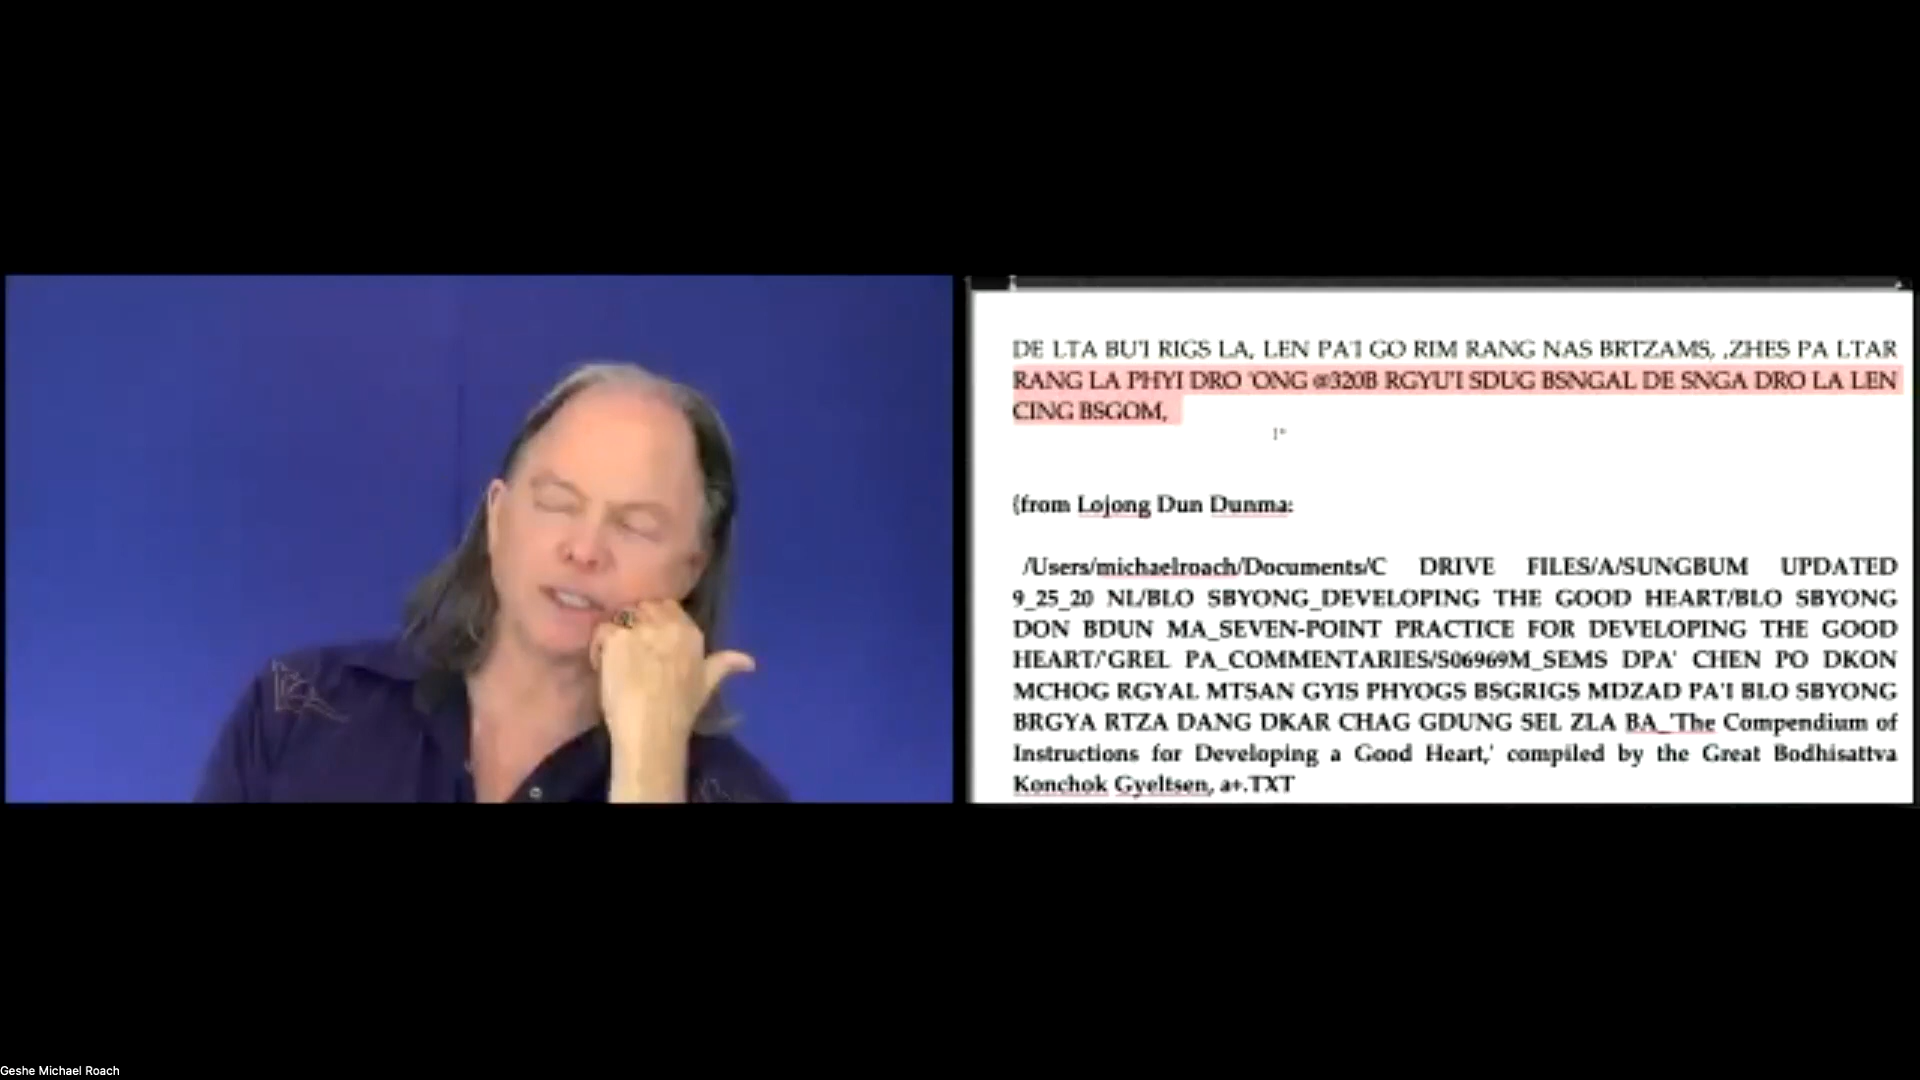 DE LTA BU'I RIGS LA, LEN PA'I GO RIM RANG NAS BRTZAMS, ,ZHES PA LTAR
RANG LA PHYI DRO 'ONG @320B RGYU'I SDUG BSNGAL DE SNGA DRO LA LEN
CING BSGOM,
(from Lojong Dun Dunma:
/Users/michaelroach/Documents/C DRIVE FILES/A/SUNGBUM UPDATED
9_25_20 NL/BLO SBYONG_DEVELOPING THE GOOD HEART/BLO SBYONG
DON BDUN MA_SEVEN-POINT PRACTICE FOR DEVELOPING THE GOOD
HEART/'GREL PA_COMMENTARIES/S06969M_SEMS DPA' CHEN PO DKON
MCHOG RGYAL MTSAN GYIS PHYOGS BSGRIGS MDZAD PA'I BLO SBYONG
BRGYA RTZA DANG DKAR CHAG GDUNG SEL ZLA BA_'The Compendium of
Instructions for Developing a Good Heart,' compiled by the Great Bodhisattva
Konchok Gyeltsen, a+.TXT
Geshe Michael Roach